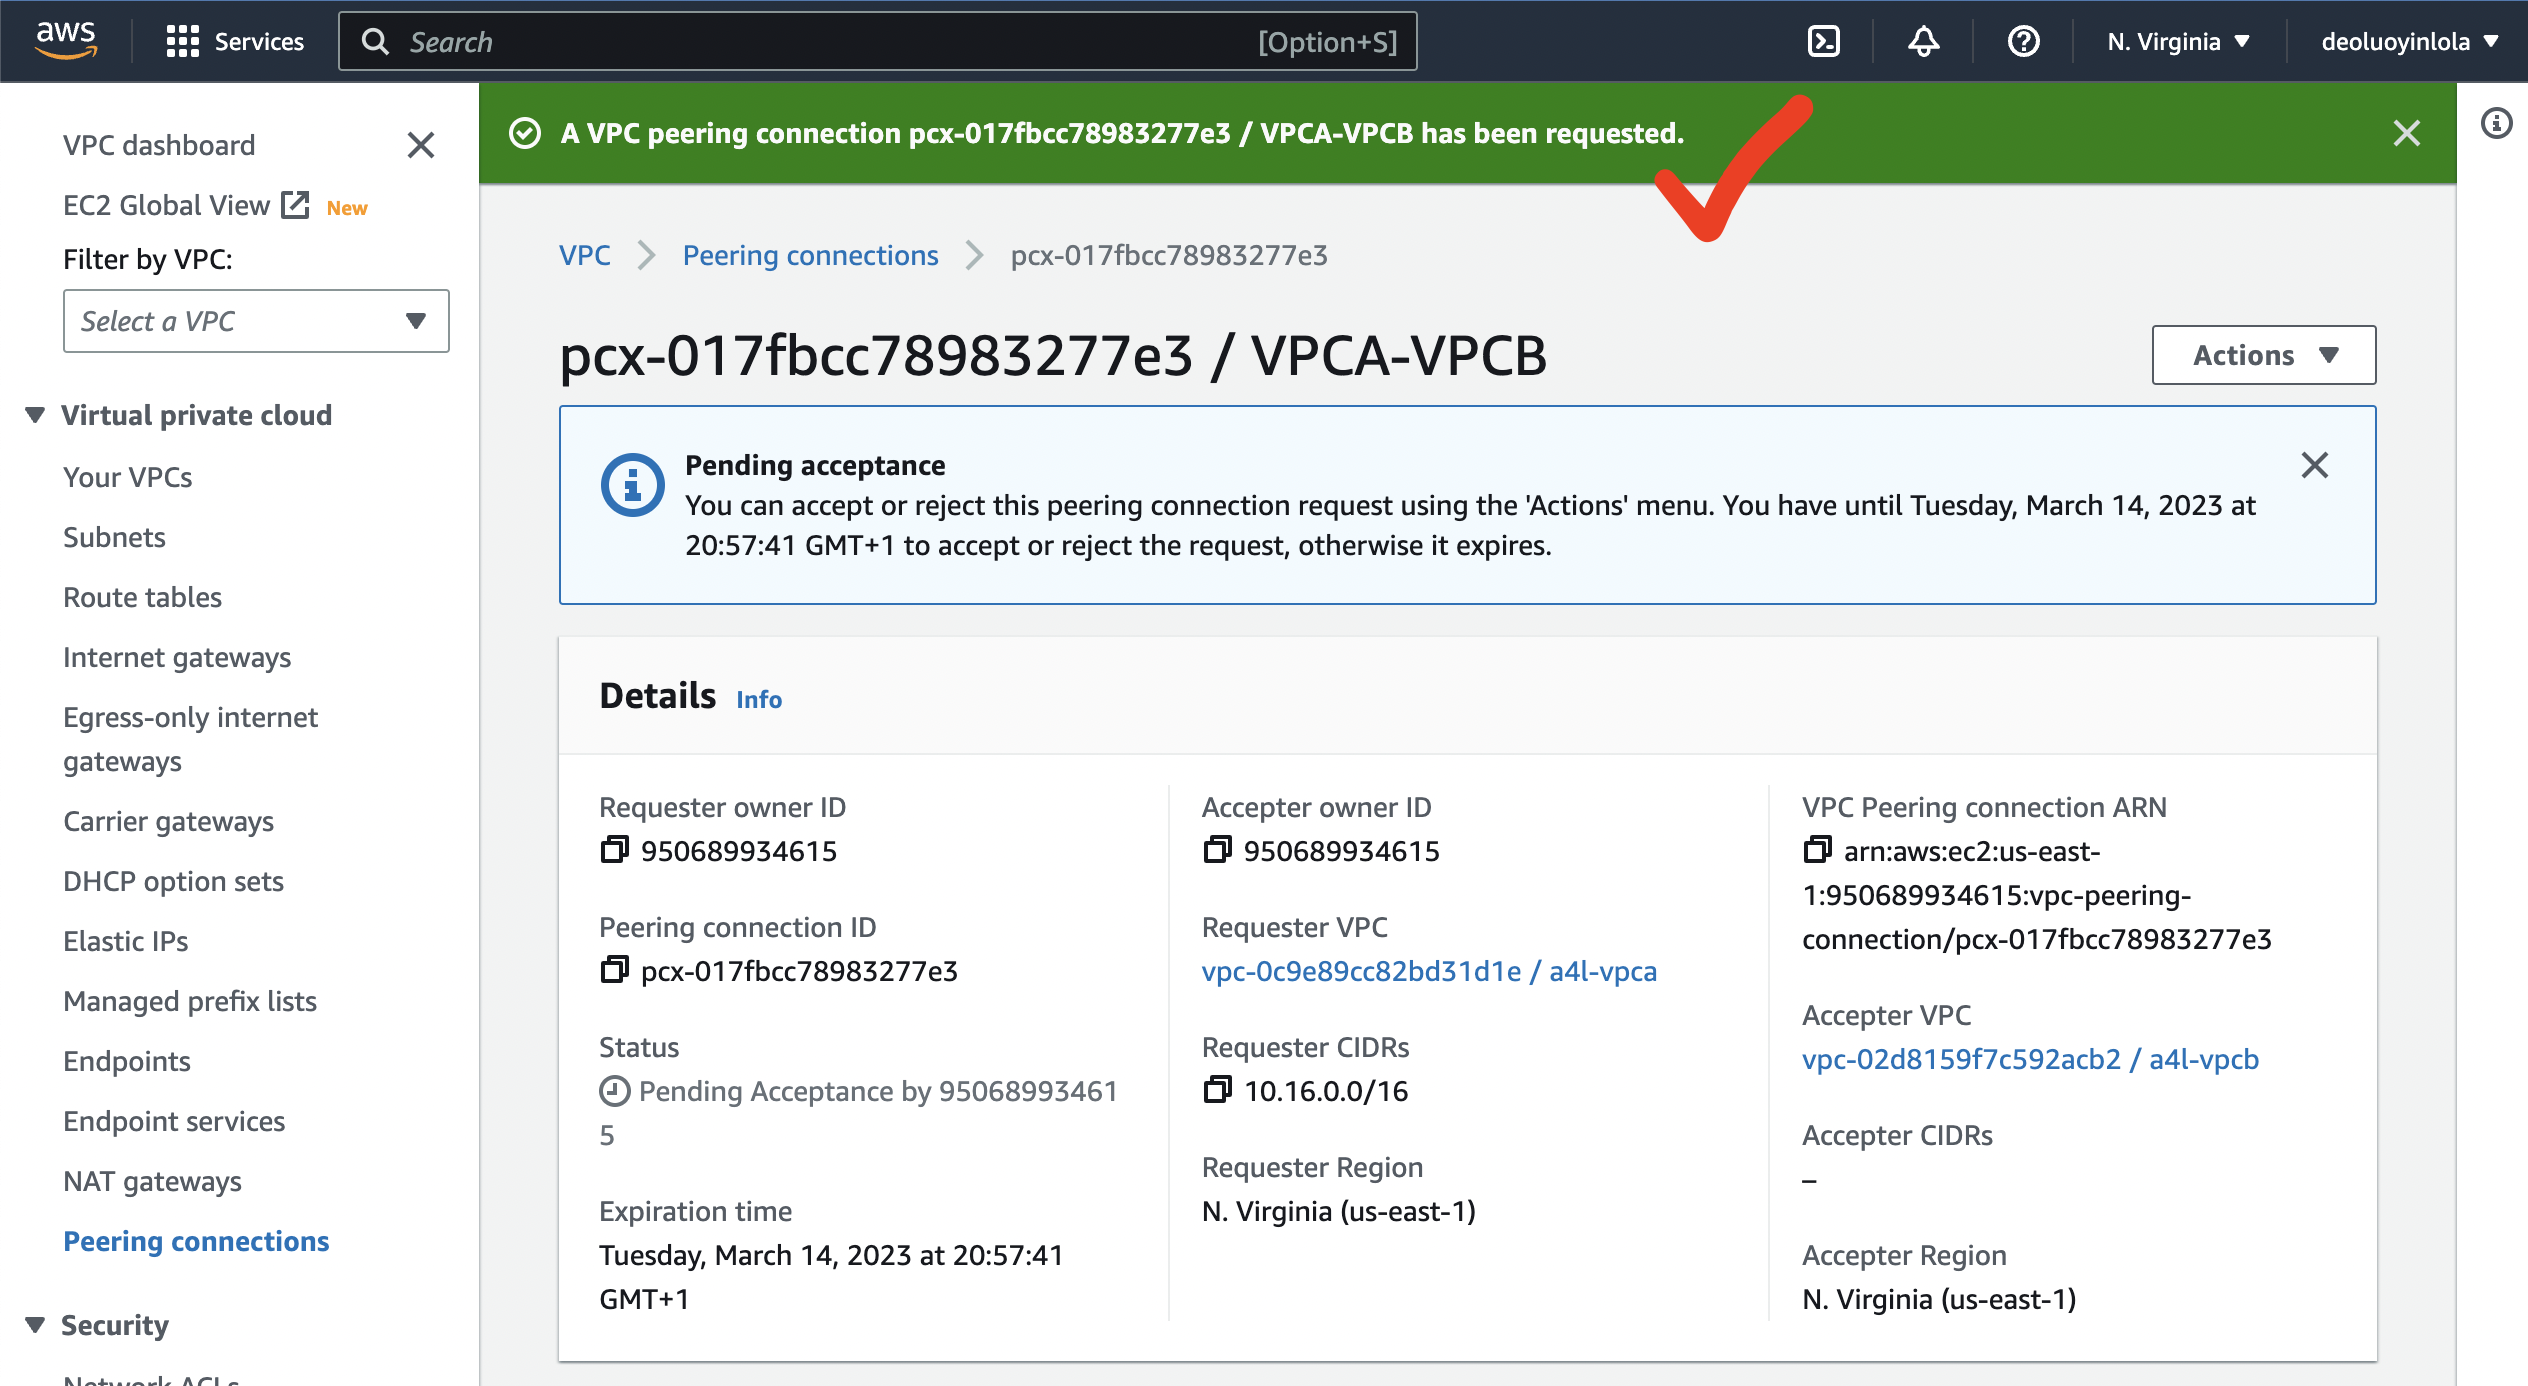 aws
Services
Search
[Option+S]
N. Virginia
deoluoyinlola
VPC dashboard
EC2 Global View
New
Filter by VPC:
Select a VPC
Virtual private cloud
Your VPCs
Subnets
Route tables
Internet gateways
Egress-only internet
gateways
Carrier gateways
DHCP option sets
Elastic IPs
Managed prefix lists
Endpoints
Endpoint services
NAT gateways
Peering connections
Security
Network ACLs
A VPC peering connection pcx-017fbcc78983277e3 / VPCA-VPCB has been requested.
VPC
Peering connections
pcx-017fbcc78983277e3
pcx-017fbcc78983277e3 / VPCA-VPCB
Actions
Pending acceptance
You can accept or reject this peering connection request using the 'Actions' menu. You have until Tuesday, March 14, 2023 at
20:57:41 GMT+1 to accept or reject the request, otherwise it expires.
Details
Info
Requester owner ID
950689934615
Peering connection ID
pcx-017fbcc78983277e3
Status
Pending Acceptance by 95068993461
5
Expiration time
Tuesday, March 14, 2023 at 20:57:41
GMT+1
Accepter owner ID
950689934615
Requester VPC
vpc-0c9e89cc82bd31d1e / a4l-vpca
Requester CIDRs
10.16.0.0/16
Requester Region
N. Virginia (us-east-1)
VPC Peering connection ARN
arn:aws:ec2:us-east-
1:950689934615:vpc-peering-
connection/pcx-017fbcc78983277e3
Accepter VPC
vpc-02d8159f7c592acb2 / a4l-vpcb
Accepter CIDRs
–
Accepter Region
N. Virginia (us-east-1)